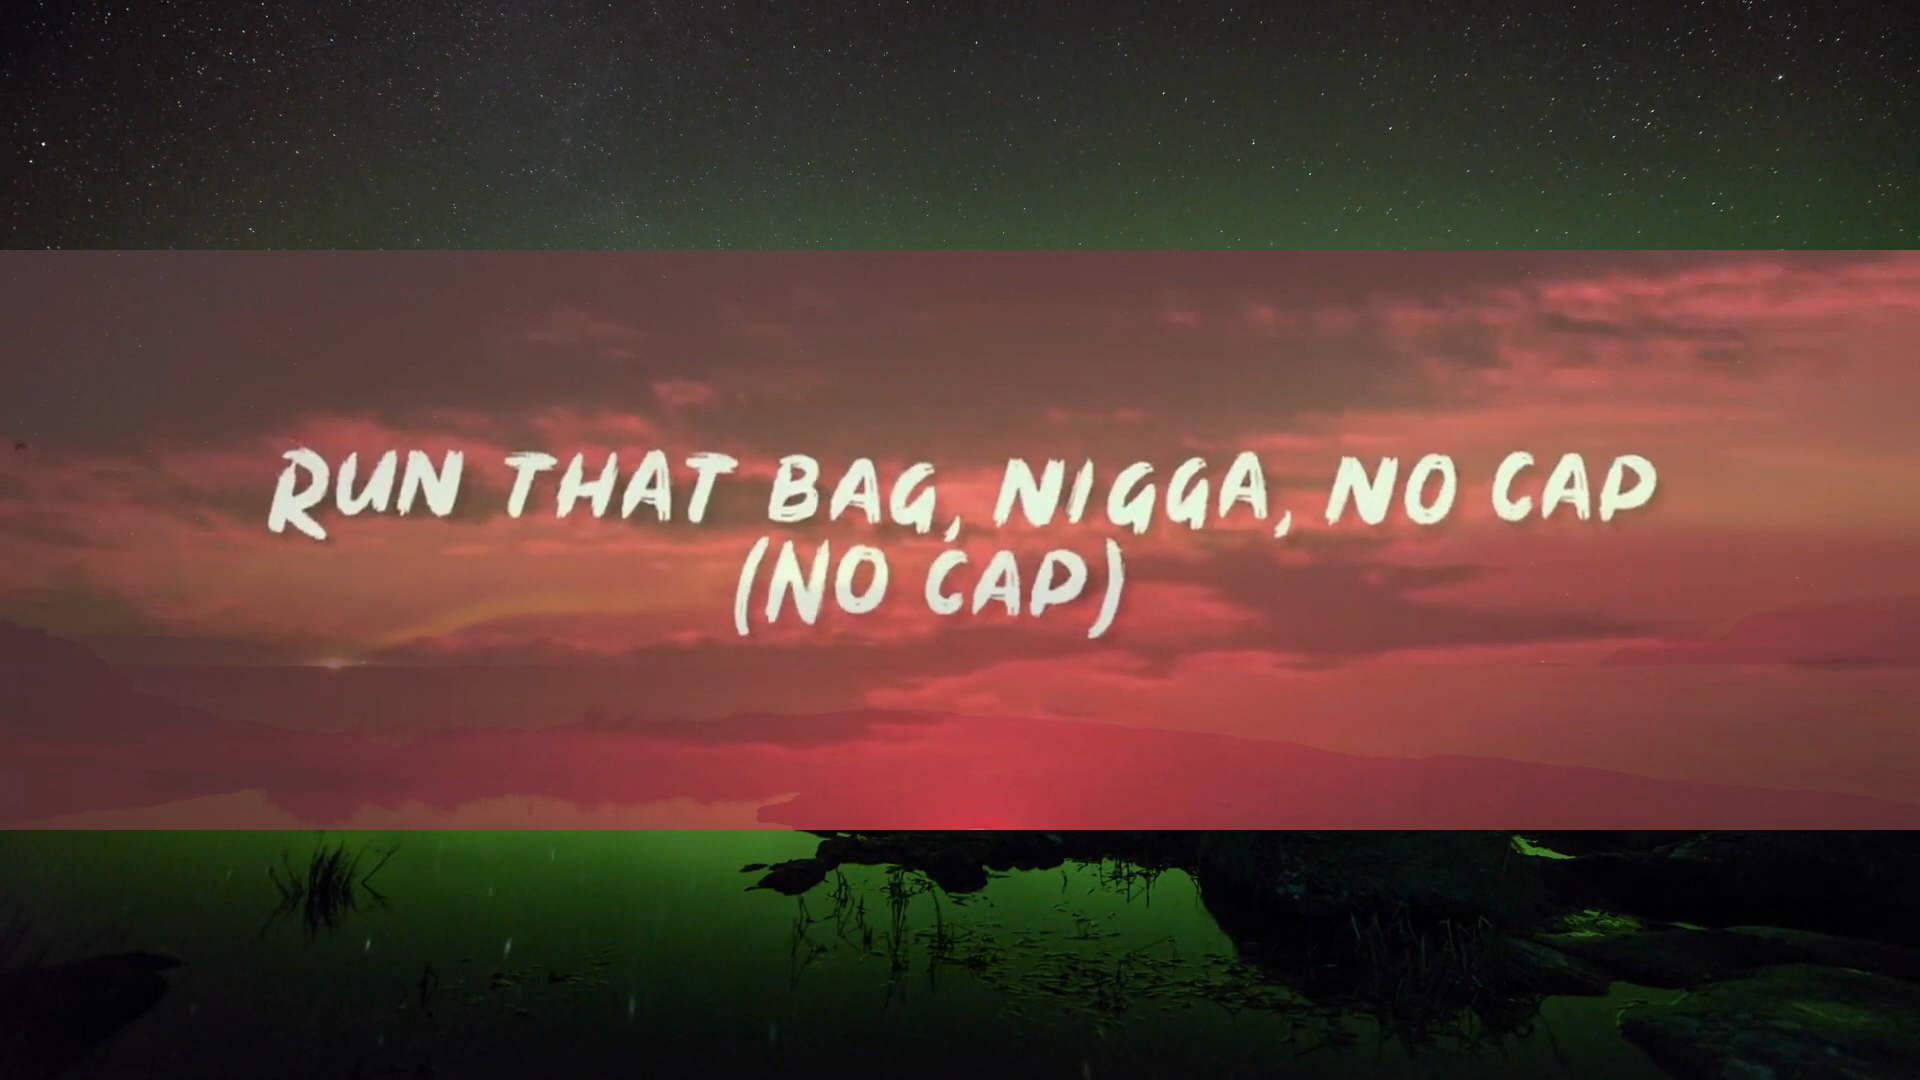 RUN THAT BAG, NIGGA, NO CAP
(NO CAP)